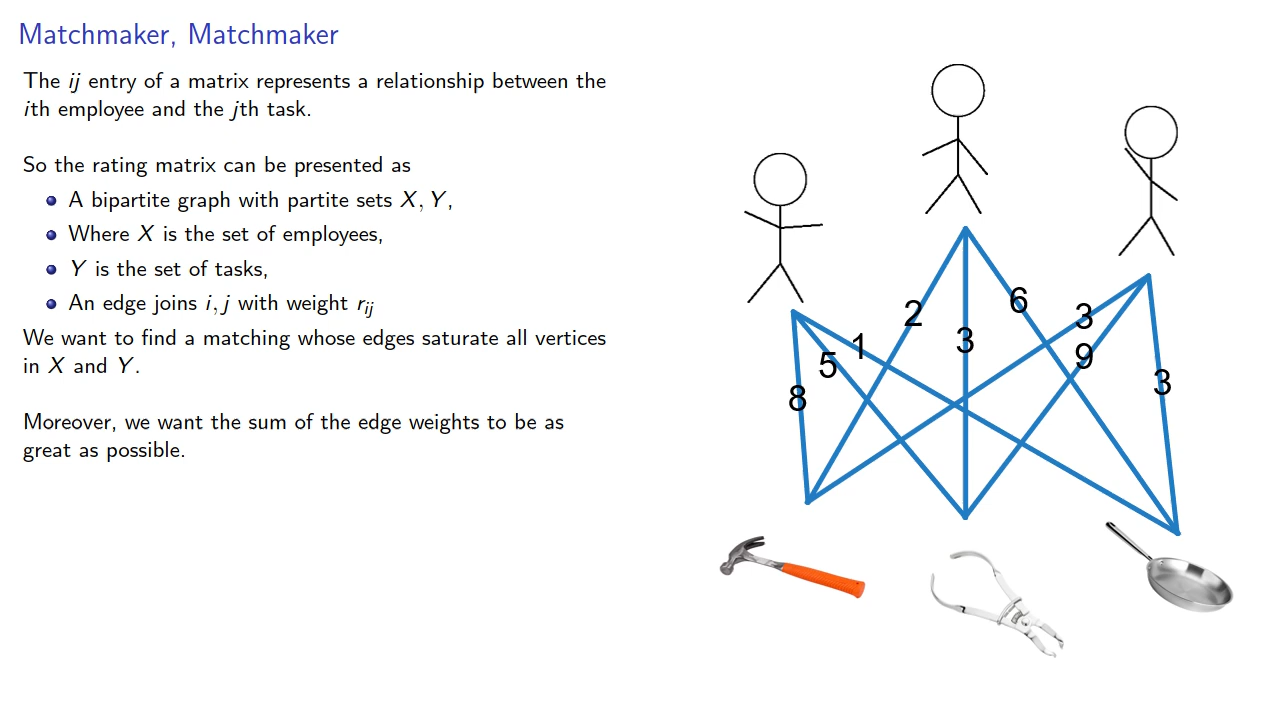 Matchmaker, Matchmaker
The ij entry of a matrix represents a relationship between the
ith employee and the jth task.
So the rating matrix can be presented as
A bipartite graph with partite sets X, Y,
Where X is the set of employees,
Y is the set of tasks,
An edge joins i, j with weight r_ij
We want to find a matching whose edges saturate all vertices
in X and Y.
Moreover, we want the sum of the edge weights to be as
great as possible.
8
5
1
2
3
6
3
9
3